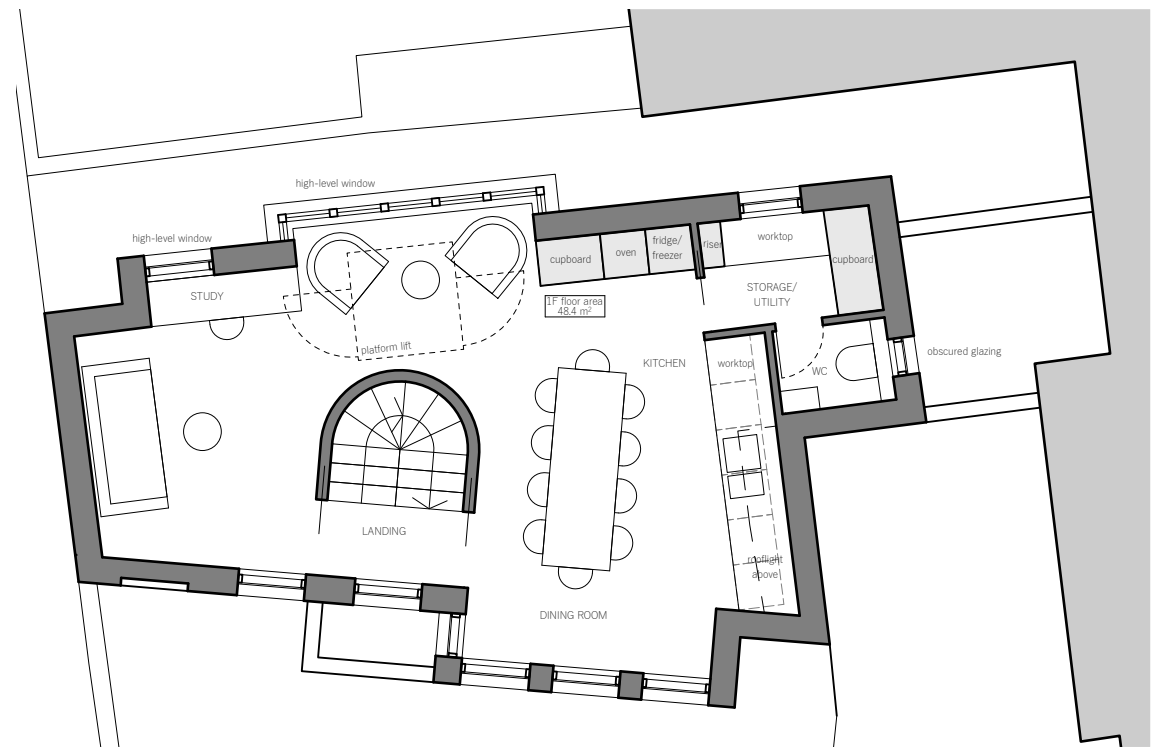 high-level window
high-level window
STUDY
cupboard
oven
fridge/
freezer
riser
worktop
cupboard
STORAGE/
UTILITY
1F floor area
48.4 m²
platform lift
KITCHEN
worktop
WC
obscured glazing
LANDING
rooflight
above
DINING ROOM